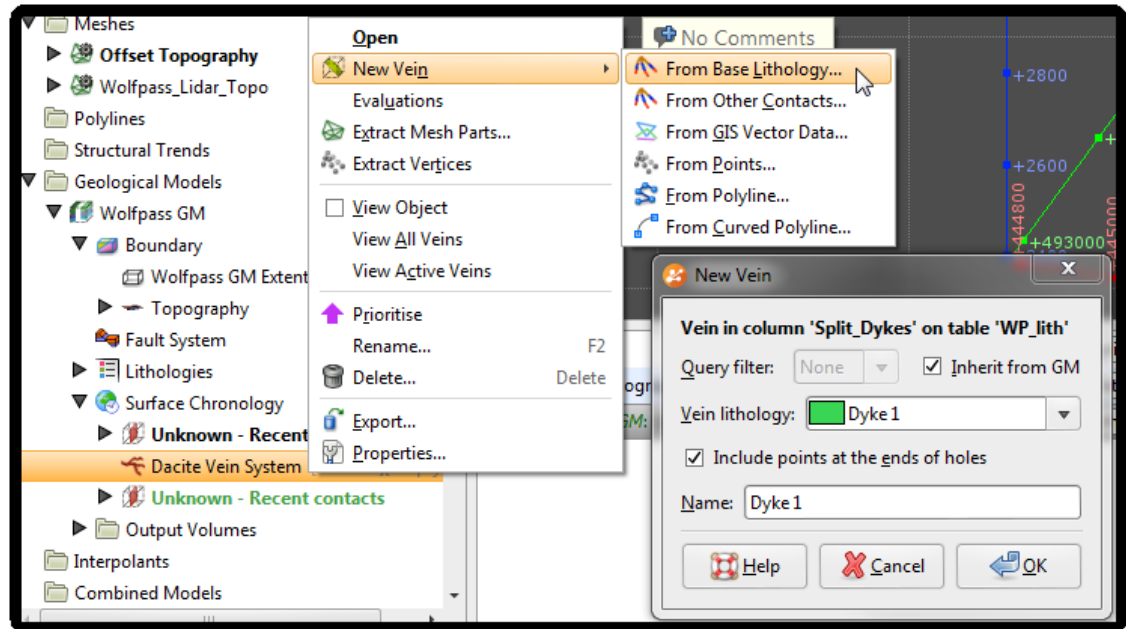 Meshes
Offset Topography
Wolfpass_Lidar_Topo
Polylines
Structural Trends
Geological Models
Wolfpass GM
Boundary
Wolfpass GM Extent
Topography
Fault System
Lithologies
Surface Chronology
Unknown - Recent
Dacite Vein System
Unknown - Recent contacts
Output Volumes
Interpolants
Combined Models
Open
New Vein
Evaluations
Extract Mesh Parts...
Extract Vertices
View Object
View All Veins
View Active Veins
Prioritise
Rename... F2
Delete... Delete
Export...
Properties...
No Comments
From Base Lithology...
From Other Contacts...
From GIS Vector Data...
From Points...
From Polyline...
From Curved Polyline...
+2800
+2600
+444800
+493000
New Vein
x
Vein in column 'Split_Dykes' on table 'WP_lith'
Query filter: None Inherit from GM
Vein lithology: Dyke 1
Include points at the ends of holes
Name: Dyke 1
Help Cancel OK